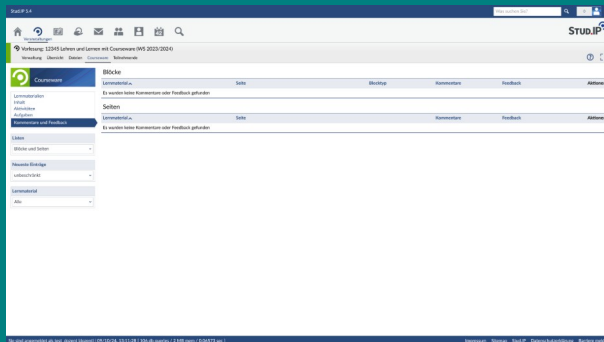 Stud.IP 5.4
Was suchen Sie?
Veranstaltungen
STUD.IP
Vorlesung: 12345 Lehren und Lernen mit Courseware (WS 2023/2024)
Verwaltung Übersicht Dateien Courseware Teilnehmende
Courseware
Lernmaterialien
Inhalt
Aktivitäten
Aufgaben
Kommentare und Feedback
Listen
Blöcke und Seiten
Neueste Einträge
unbeschränkt
Lernmaterial
Alle
Blöcke
Lernmaterial Seite Blocktyp Kommentare Feedback Aktionen
Es wurden keine Kommentare oder Feedback gefunden
Seiten
Lernmaterial Seite Kommentare Feedback Aktionen
Es wurden keine Kommentare oder Feedback gefunden
Impressum Sitemap Stud.IP Datenschutzerklärung